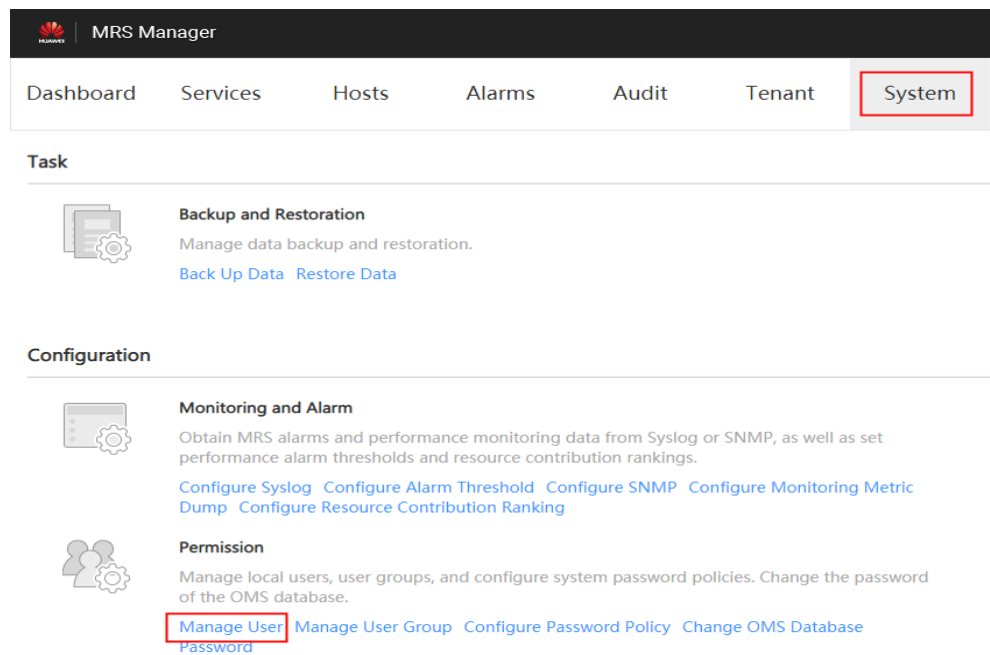 HUAWEI
MRS Manager
Dashboard Services Hosts Alarms Audit Tenant System
Task
Backup and Restoration
Manage data backup and restoration.
Back Up Data Restore Data
Configuration
Monitoring and Alarm
Obtain MRS alarms and performance monitoring data from Syslog or SNMP, as well as set
performance alarm thresholds and resource contribution rankings.
Configure Syslog Configure Alarm Threshold Configure SNMP Configure Monitoring Metric
Dump Configure Resource Contribution Ranking
Permission
Manage local users, user groups, and configure system password policies. Change the password
of the OMS database.
Manage User Manage User Group Configure Password Policy Change OMS Database
Password